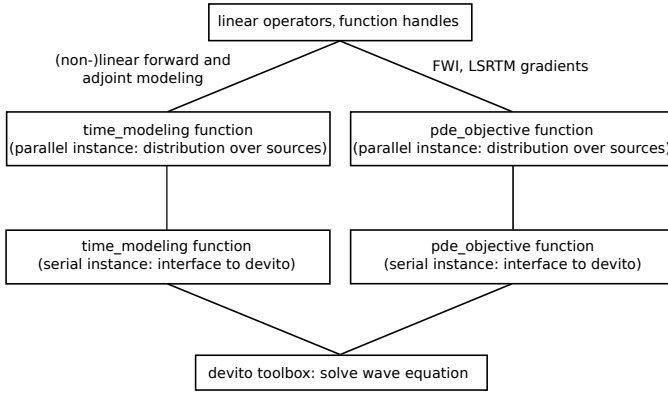 linear operators, function handles
(non-)linear forward and
adjoint modeling
FWI, LSRTM gradients
time_modeling function
(parallel instance: distribution over sources)
pde_objective function
(parallel instance: distribution over sources)
time_modeling function
(serial instance: interface to devito)
pde_objective function
(serial instance: interface to devito)
devito toolbox: solve wave equation